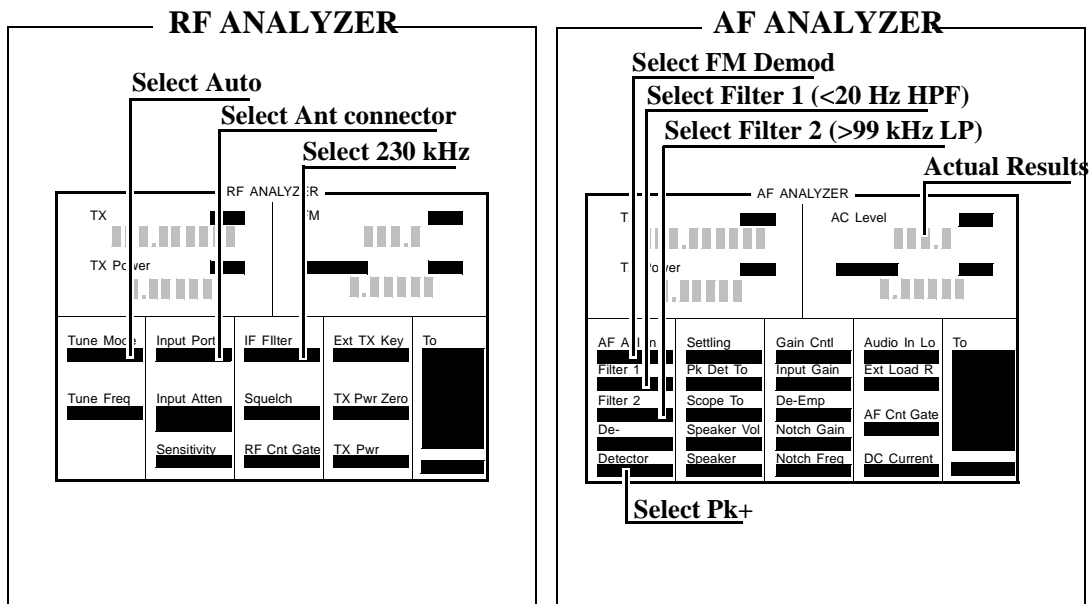 RF ANALYZER
Select Auto
Select Ant connector
Select 230 kHz
RF ANALYZER
TX
TX Power
Tune Mode
Input Port
IF FIlter
Ext TX Key
To
Tune Freq
Input Atten
Squelch
TX Pwr Zero
Sensitivity
RF Cnt Gate
TX Pwr
AF ANALYZER
Select FM Demod
Select Filter 1 (<20 Hz HPF)
Select Filter 2 (>99 kHz LP)
Actual Results
AF ANALYZER
AC Level
Power
Settling
Gain Cntl
Audio In Lo
To
Filter 1
Pk Det To
Input Gain
Ext Load R
Filter 2
Scope To
De-Emp
AF Cnt Gate
De-
Speaker Vol
Notch Gain
Detector
Speaker
Notch Freq
DC Current
Select Pk+